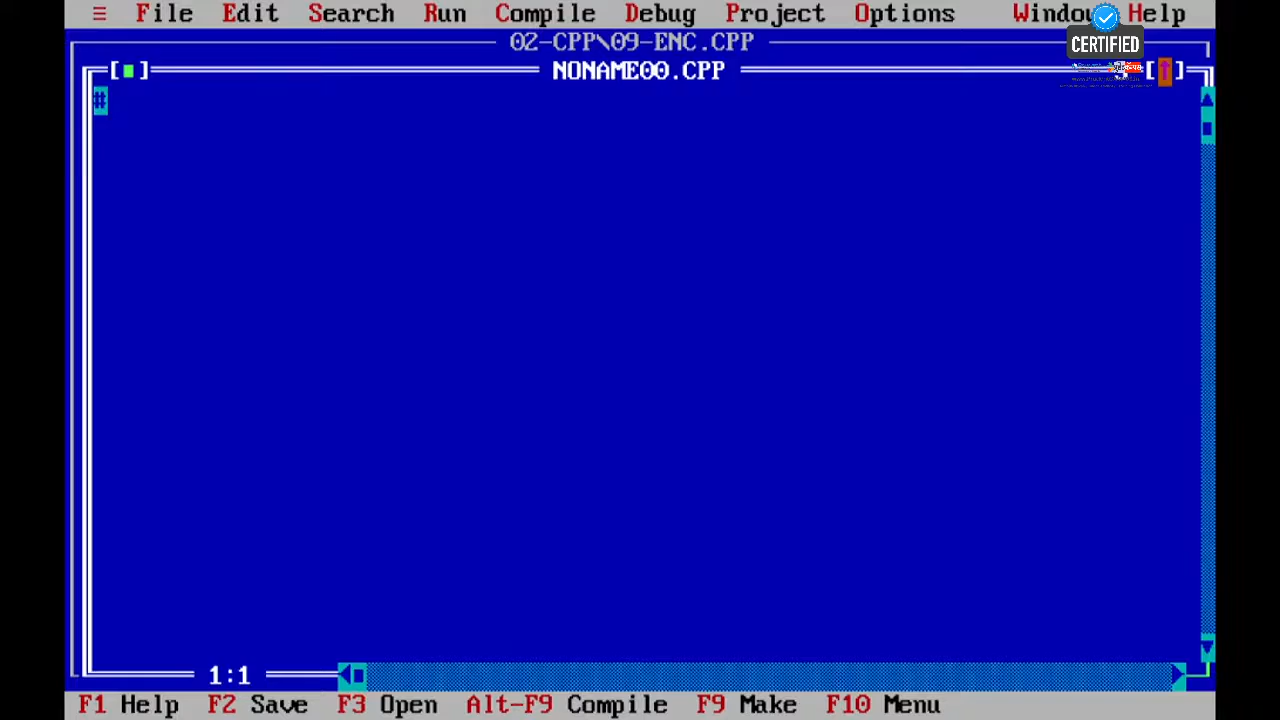 ≡ File Edit Search Run Compile Debug Project Options Window Help
CERTIFIED
02-CPP\09-ENC.CPP
[■] NONAME00.CPP [↑]
#
1:1
F1 Help F2 Save F3 Open Alt-F9 Compile F9 Make F10 Menu